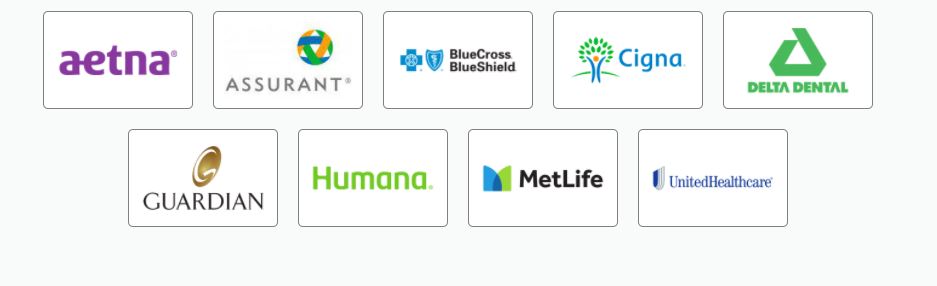 aetna®
ASSURANT®
BlueCross
BlueShield
Cigna
DELTA DENTAL
GUARDIAN
Humana
MetLife
UnitedHealthcare®